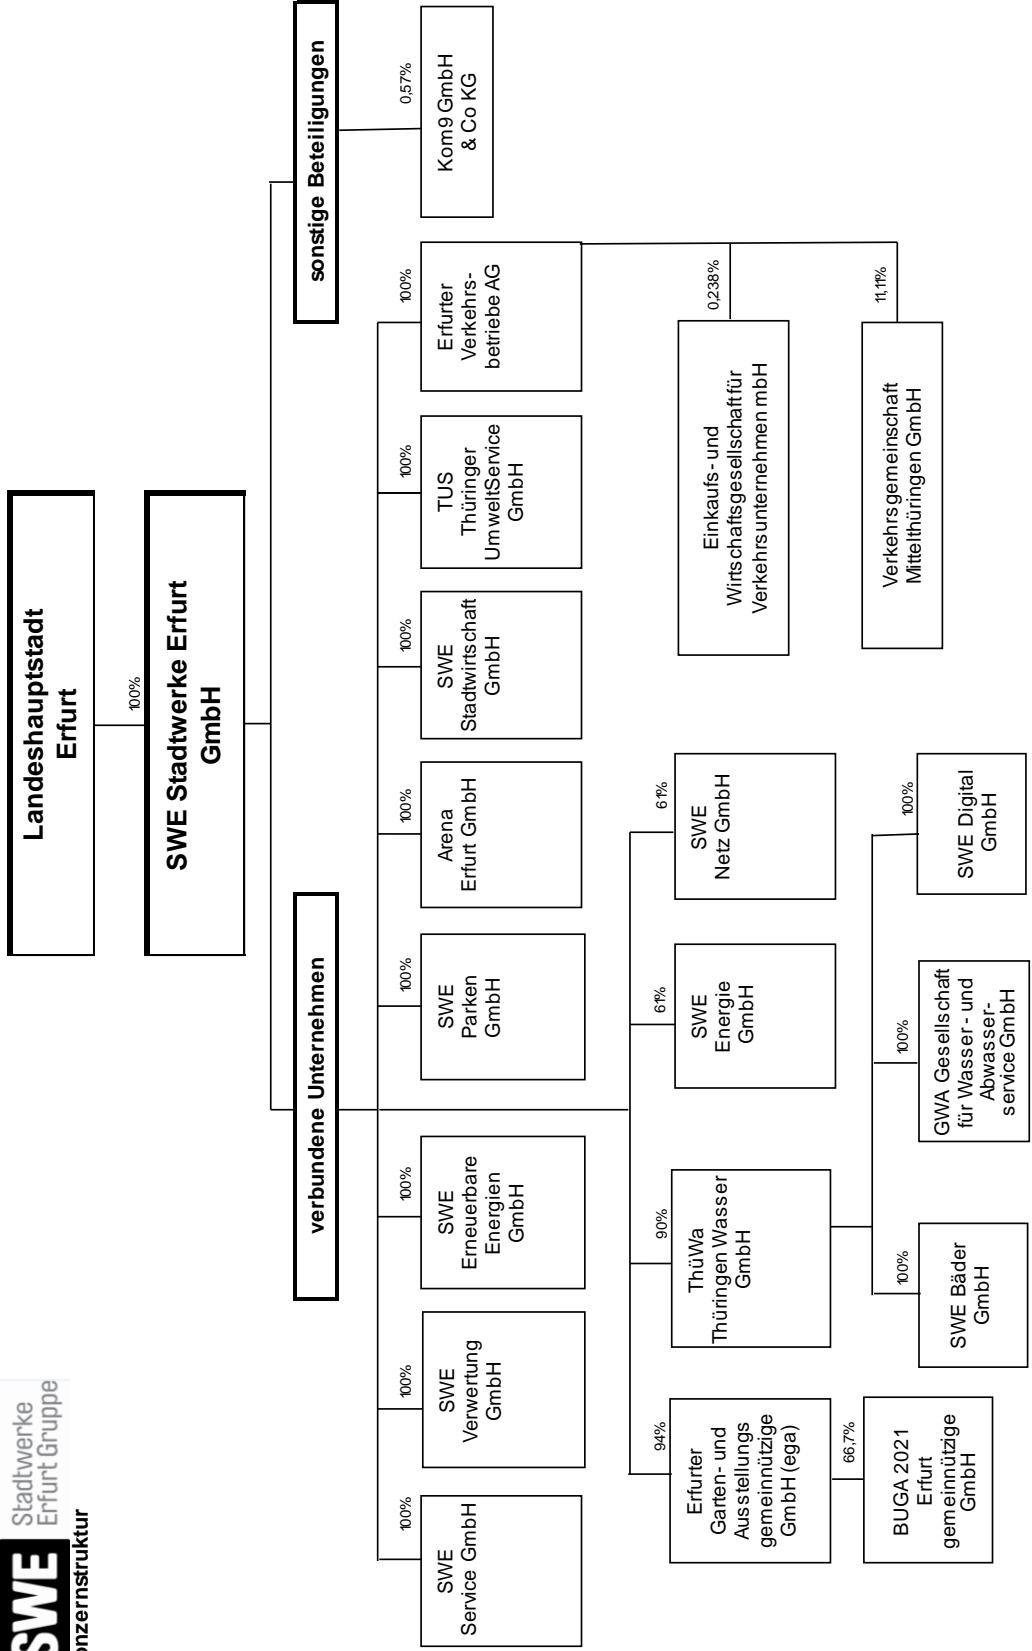 SWE
Stadtwerke
Erfurt Gruppe
onzernstruktur
Landeshauptstadt
Erfurt
100%
SWE Stadtwerke Erfurt
GmbH
verbundene Unternehmen
sonstige Beteiligungen
100%
SWE
Service GmbH
100%
SWE
Verwertung
GmbH
100%
SWE
Erneuerbare
Energien
GmbH
100%
SWE
Parken
GmbH
100%
Arena
Erfurt GmbH
100%
SWE
Stadtwirtschaft
GmbH
100%
TUS
Thüringer
UmweltService
GmbH
100%
Erfurter
Verkehrs-
betriebe AG
0,57%
Kom9 GmbH
& Co KG
94%
Erfurter
Garten- und
Ausstellungs
gemeinnützige
GmbH (ega)
90%
ThüWa
ThüringenWasser
GmbH
61%
SWE
Energie
GmbH
61%
SWE
Netz GmbH
0,238%
Einkaufs- und
Wirtschaftsgesellschaft für
Verkehrsunternehmen mbH
66,7%
BUGA 2021
Erfurt
gemeinnützige
GmbH
100%
SWE Bäder
GmbH
100%
GWA Gesellschaft
für Wasser- und
Abwasser-
service GmbH
100%
SWE Digital
GmbH
11,11%
Verkehrsgemeinschaft
Mittelthüringen GmbH